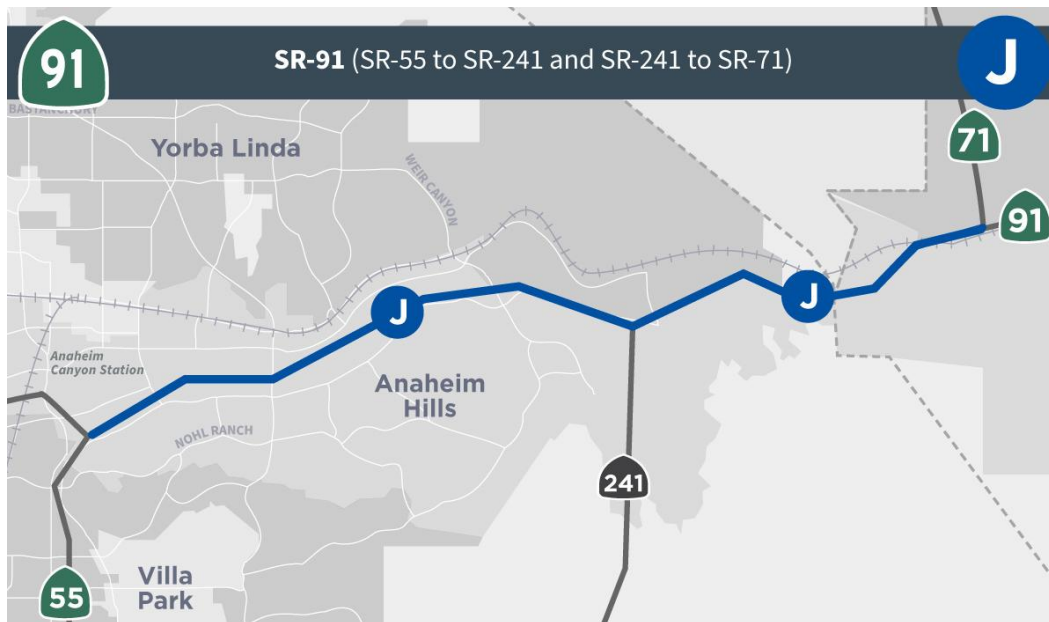 91
SR-91 (SR-55 to SR-241 and SR-241 to SR-71)
J
BASTANCHURY
Yorba Linda
WEIR CANYON
71
91
J
J
Anaheim
Canyon Station
Anaheim
Hills
NOHL RANCH
241
Villa
Park
55